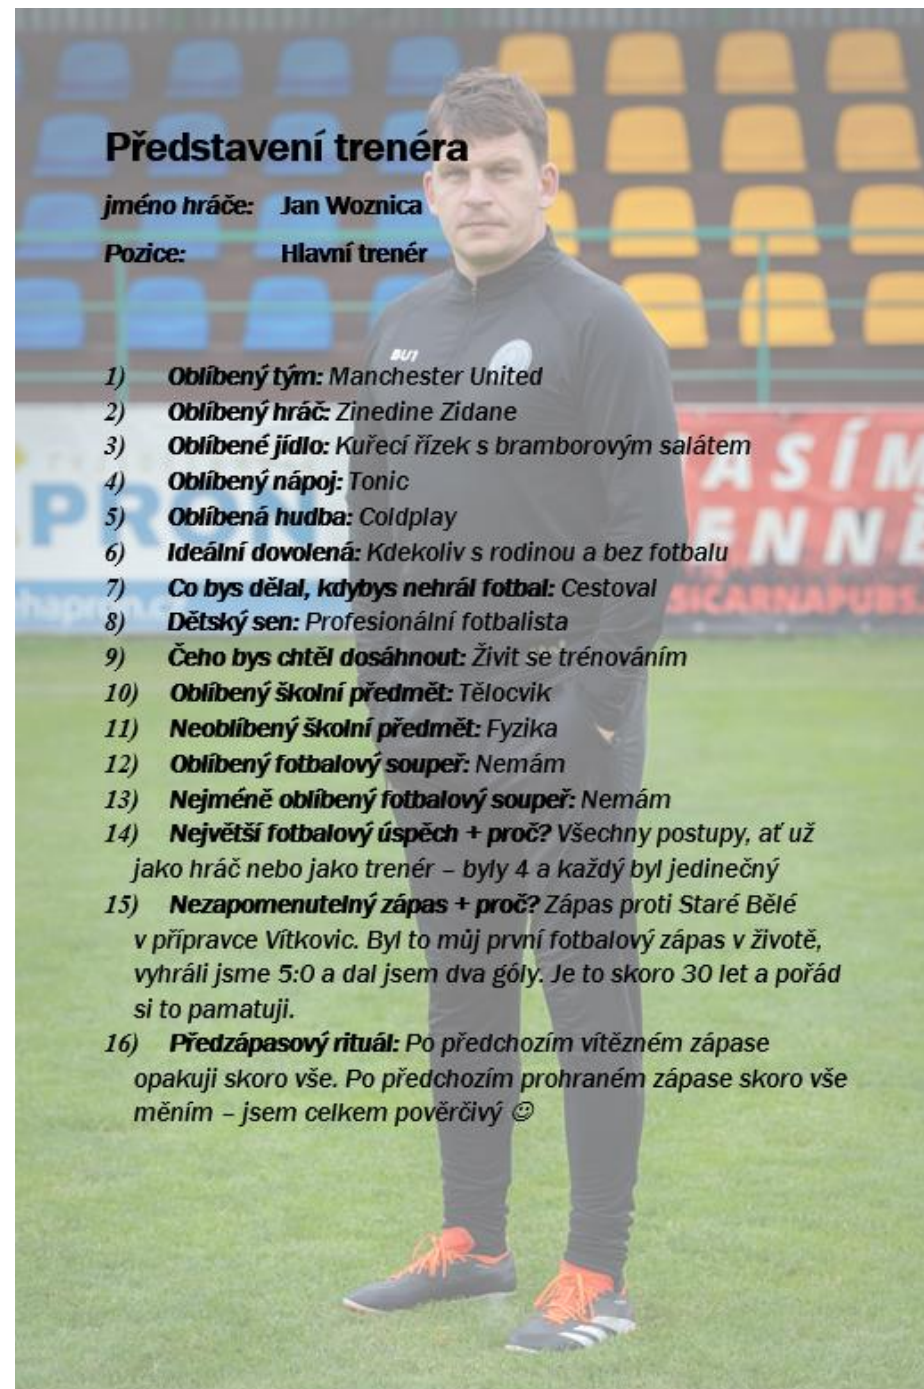 Představení trenéra
jméno hráče: Jan Woznica
Pozice: Hlavní trenér
BU1
1) Oblíbený tým: Manchester United
2) Oblíbený hráč: Zinedine Zidane
3) Oblíbené jídlo: Kuřecí řízek s bramborovým salátem
4) Oblíbený nápoj: Tonic
5) Oblíbená hudba: Coldplay
6) Ideální dovolená: Kdekoliv s rodinou a bez fotbalu
7) Co bys dělal, kdybys nehrál fotbal: Cestoval
8) Dětský sen: Profesionální fotbalista
9) Čeho bys chtěl dosáhnout: Živit se trénováním
10) Oblíbený školní předmět: Tělocvik
11) Neoblíbený školní předmět: Fyzika
12) Oblíbený fotbalový soupeř: Nemám
13) Nejméně oblíbený fotbalový soupeř: Nemám
14) Největší fotbalový úspěch + proč? Všechny postupy, ať už
jako hráč nebo jako trenér – byly 4 a každý byl jedinečný
15) Nezapomenutelný zápas + proč? Zápas proti Staré Bělé
v přípravce Vítkovic. Byl to můj první fotbalový zápas v životě,
vyhráli jsme 5:0 a dal jsem dva góly. Je to skoro 30 let a pořád
si to pamatuji.
16) Předzápasový rituál: Po předchozím vítězném zápase
opakuji skoro vše. Po předchozím prohraném zápase skoro vše
měním – jsem celkem pověrčivý ☺